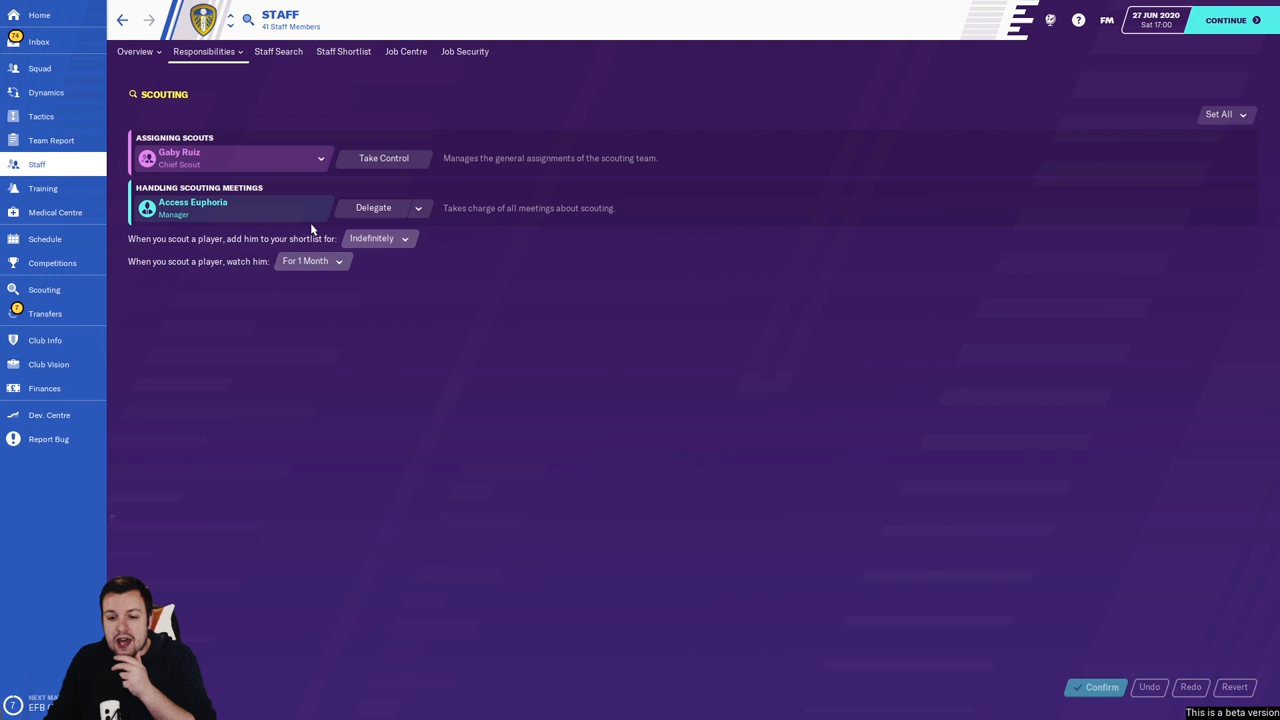 Home
74
Inbox
Squad
Dynamics
Tactics
Team Report
Staff
Training
Medical Centre
Schedule
Competitions
Scouting
7
Transfers
Club Info
Club Vision
Finances
Dev. Centre
Report Bug
7
NEXT
EFB
STAFF
41 Staff Members
FM
27 JUN 2020
Sat 17:00
CONTINUE
Overview
Responsibilities
Staff Search
Staff Shortlist
Job Centre
Job Security
SCOUTING
Set All
ASSIGNING SCOUTS
Gaby Ruiz
Chief Scout
Take Control
Manages the general assignments of the scouting team.
HANDLING SCOUTING MEETINGS
Access Euphoria
Manager
Delegate
Takes charge of all meetings about scouting.
When you scout a player, add him to your shortlist for: Indefinitely
When you scout a player, watch him: For 1 Month
Confirm
Undo
Redo
Revert
This is a beta version